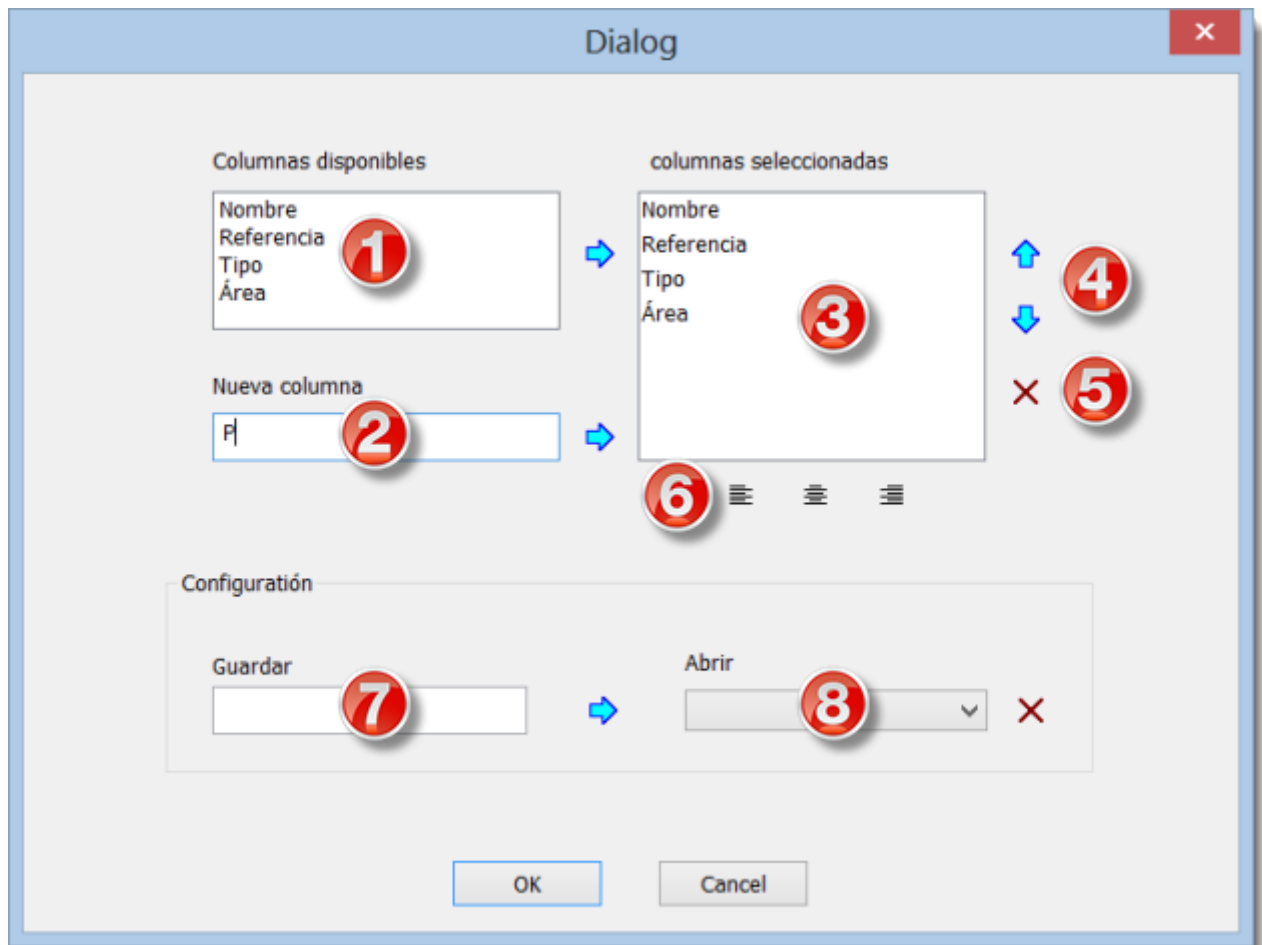 Dialog
Columnas disponibles
columnas seleccionadas
Nombre
Referencia
Tipo
Área
1
Nombre
Referencia
Tipo
Área
3
4
5
Nueva columna
P
2
6
Configuratión
Guardar
7
Abrir
8
OK
Cancel